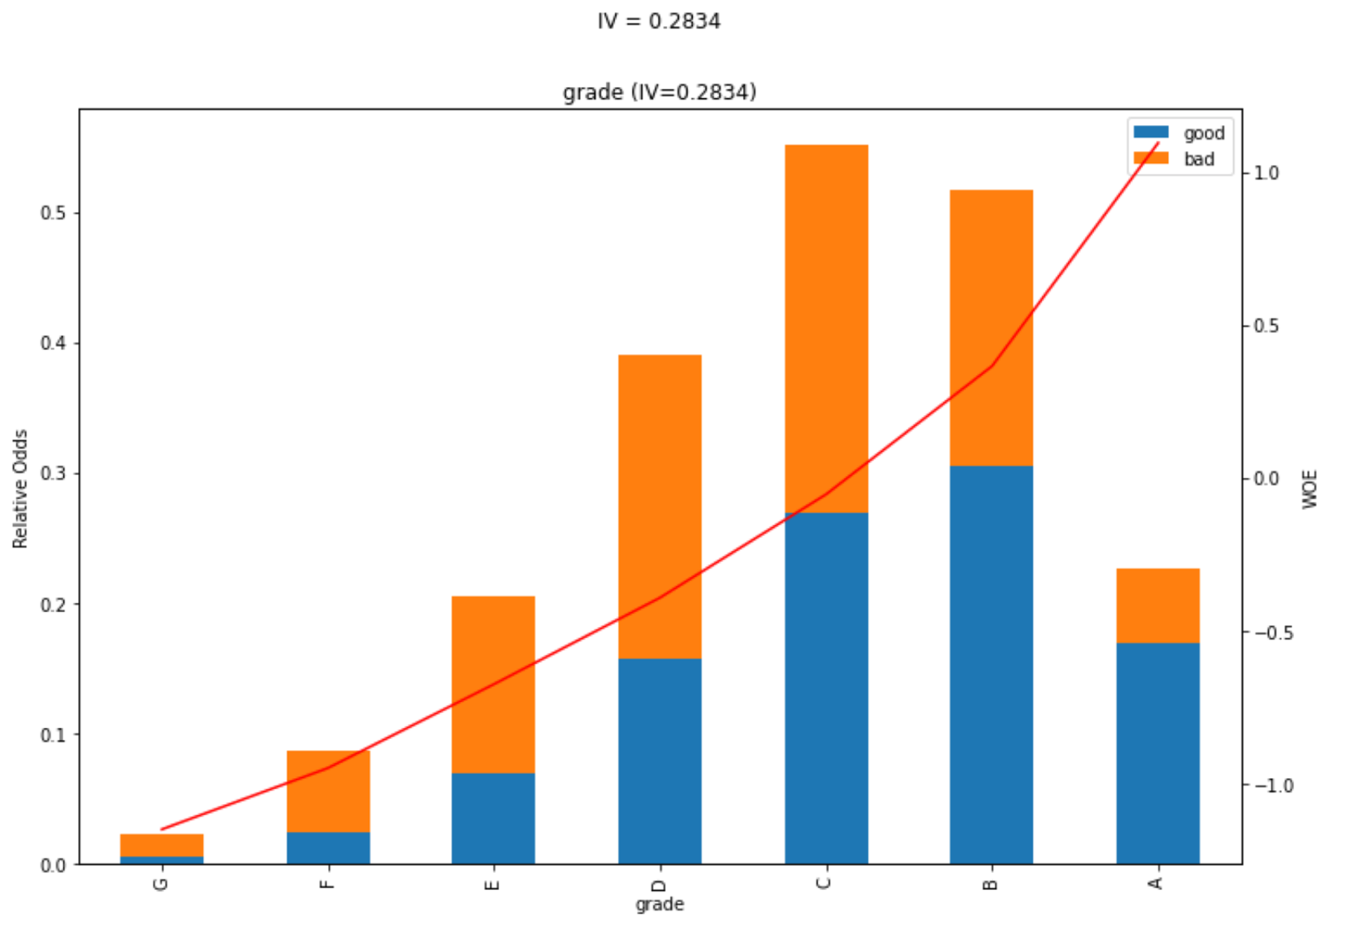 IV = 0.2834
grade (IV=0.2834)
good
bad
0.5
0.4
0.3
0.2
0.1
0.0
Relative Odds
1.0
0.5
0.0
−0.5
−1.0
WOE
G
F
E
D
C
B
A
grade